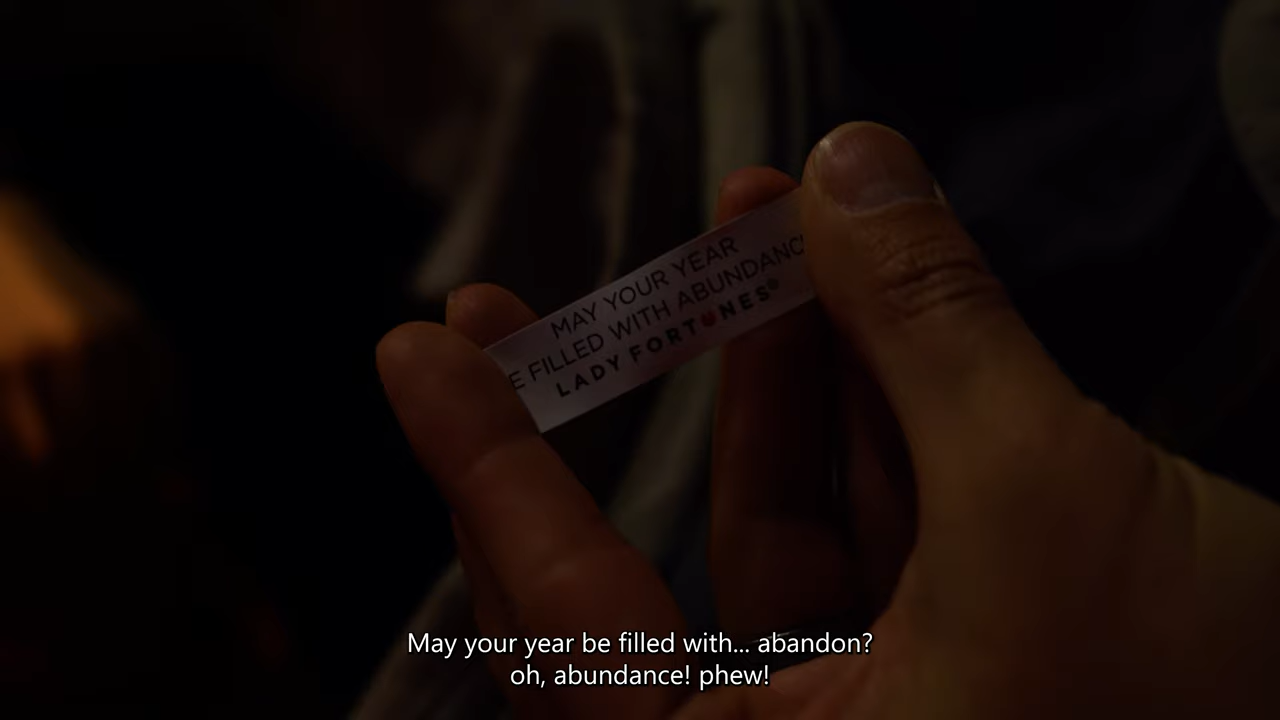 MAY YOUR YEAR
E FILLED WITH ABUNDANC
LADY FORTUNES
May your year be filled with... abandon?
oh, abundance! phew!